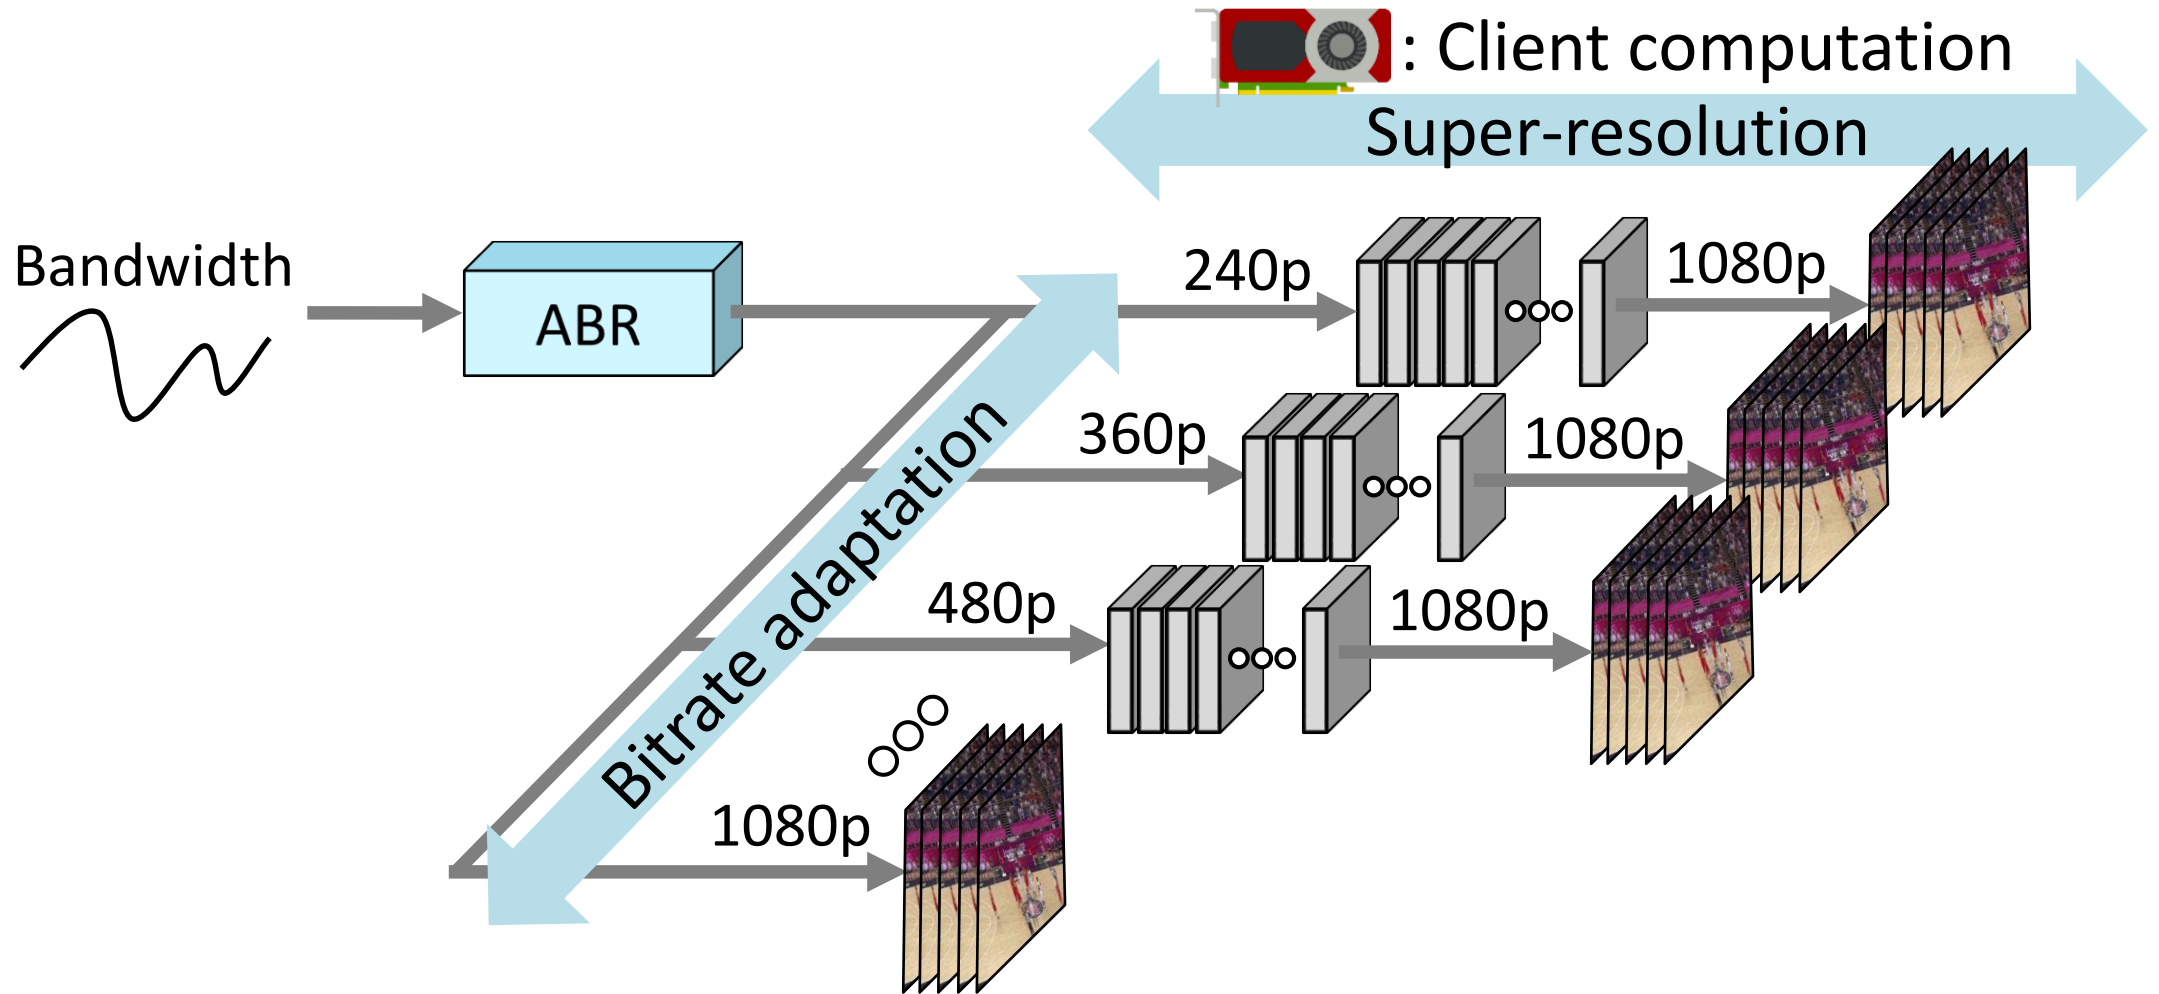 : Client computation
Super-resolution
Bandwidth
ABR
240p
1080p
360p
1080p
Bitrate adaptation
480p
1080p
1080p